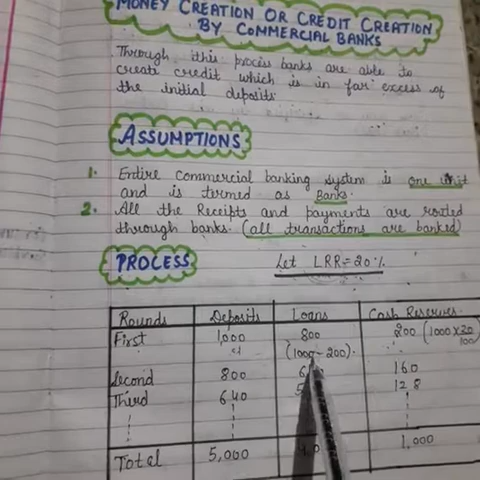 MONEY CREATION OR CREDIT CREATION
BY COMMERCIAL BANKS
Through this process banks are able to
create credit which is in far excess of
the initial deposits.
ASSUMPTIONS
1. Entire commercial banking system is one unit
and is termed as Banks.
2. All the Receipts and payments are routed
through banks. (all transactions are banked)
PROCESS Let LRR=20%
Rounds Deposits Loans Cash Reserves
First 1,000 800 200 (1000×20/100)
(1000-200).
Second 800 160
Third 640 128
Total 5,000 1,000